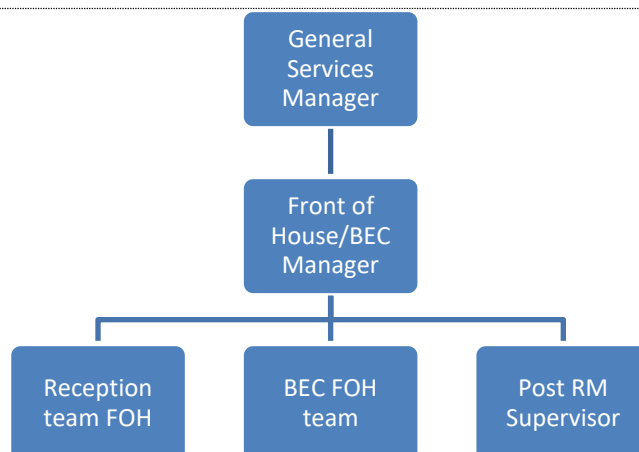 General
Services
Manager
Front of
House/BEC
Manager
Reception
team FOH
BEC FOH
team
Post RM
Supervisor